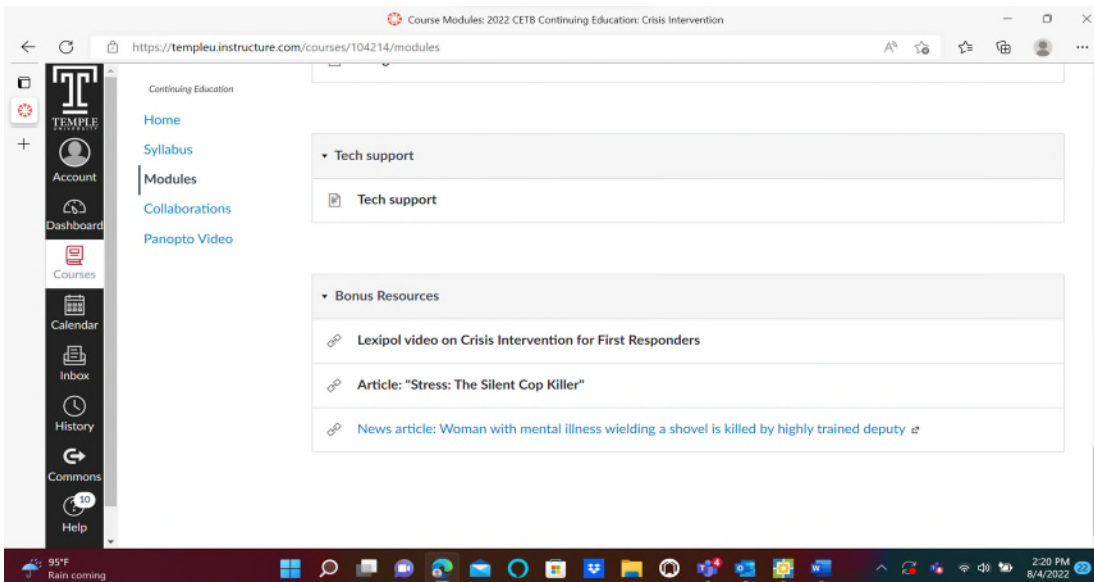 Course Modules: 2022 CETB Continuing Education: Crisis Intervention
https://templeu.instructure.com/courses/104214/modules
TEMPLE
UNIVERSITY
Account
Dashboard
Courses
Calendar
Inbox
History
Commons
10
Help
Continuing Education
Home
Syllabus
Modules
Collaborations
Panopto Video
Tech support
Tech support
Bonus Resources
Lexipol video on Crisis Intervention for First Responders
Article: "Stress: The Silent Cop Killer"
News article: Woman with mental illness wielding a shovel is killed by highly trained deputy
95°F
Rain coming
2:20 PM
8/4/2022
22